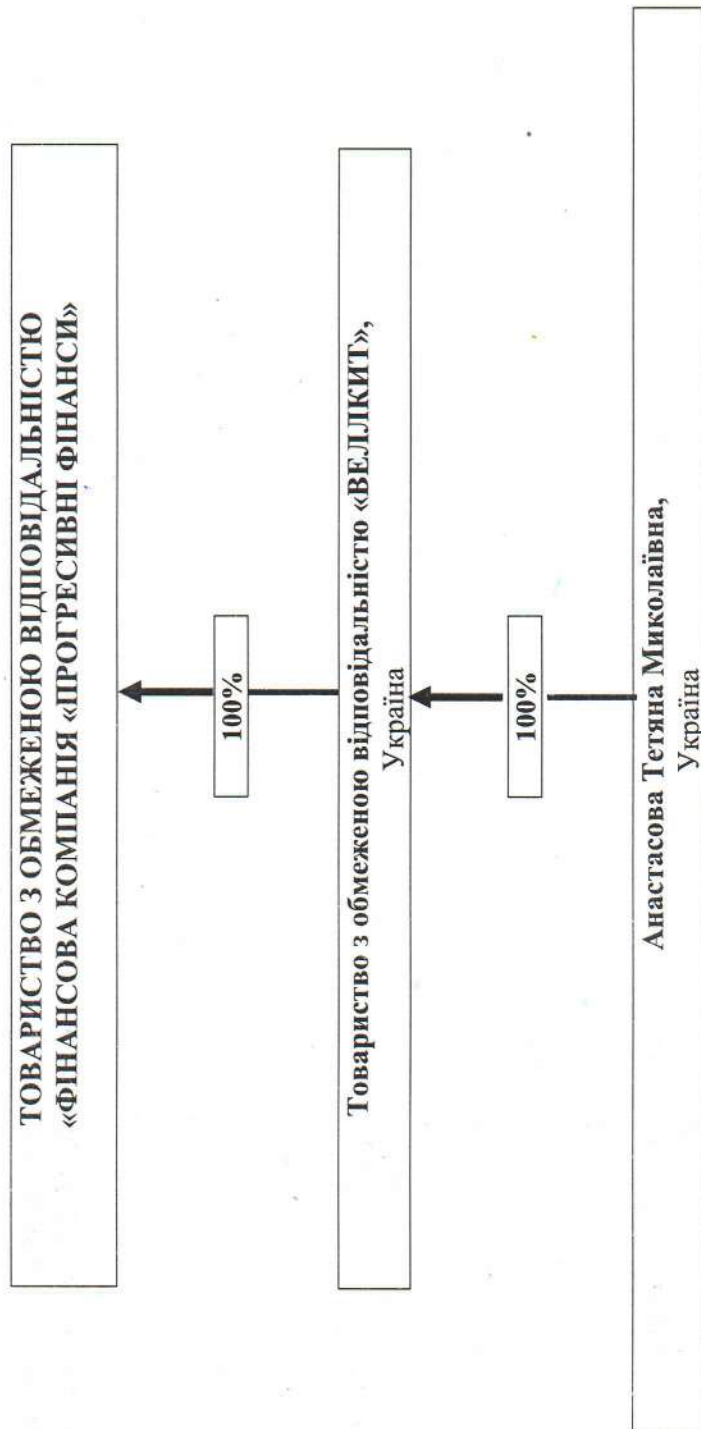 ТОВАРИСТВО З ОБМЕЖЕНОЮ ВІДПОВІДАЛЬНІСТЮ
«ФІНАНСОВА КОМПАНІЯ «ПРОГРЕСИВНІ ФІНАНСИ»
100%
Товариство з обмеженою відповідальністю «ВЕЛЛКИТ»,
Україна
100%
Анастасова Тетяна Миколаївна,
Україна